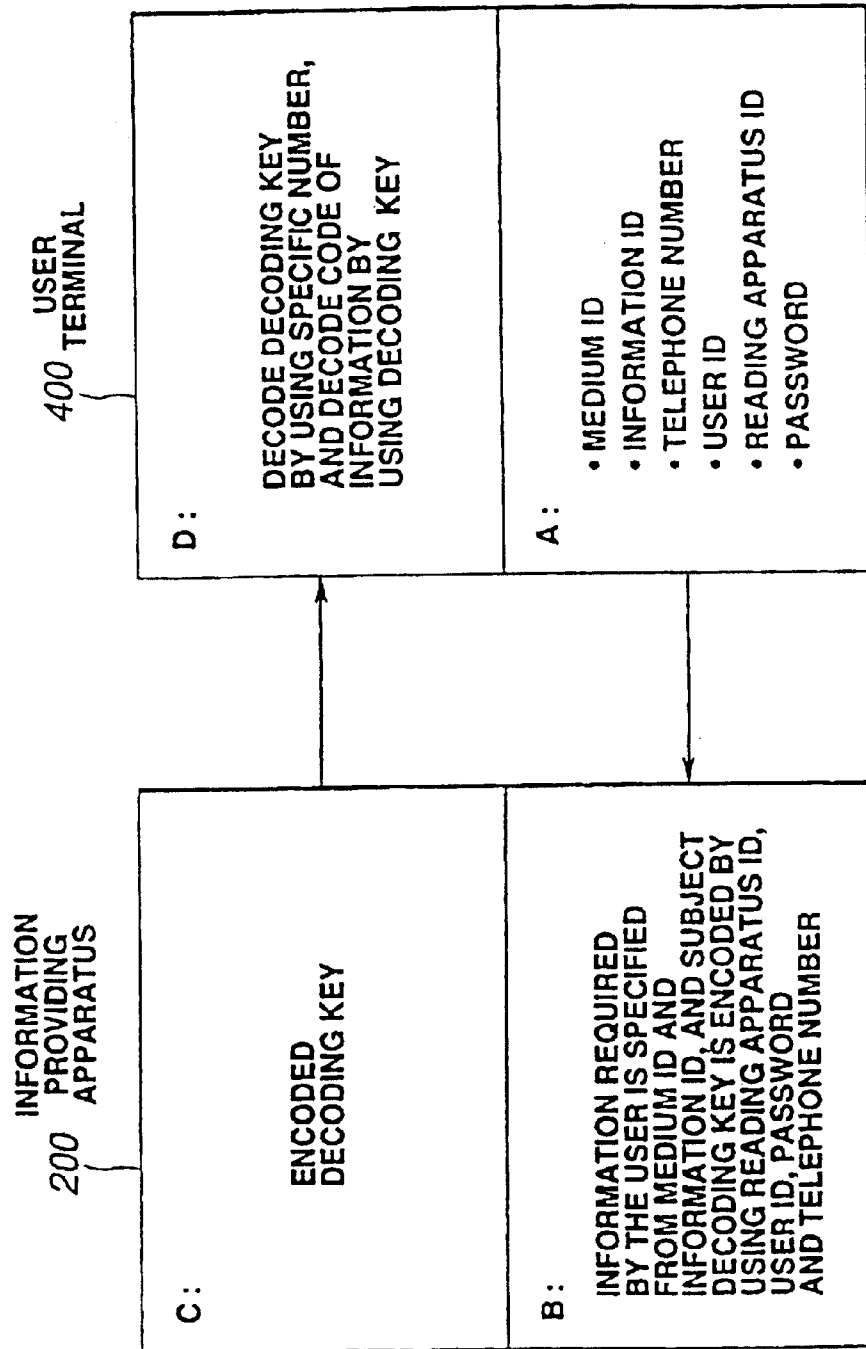 INFORMATION
PROVIDING
APPARATUS
200
C:
ENCODED
DECODING KEY
B:
INFORMATION REQUIRED
BY THE USER IS SPECIFIED
FROM MEDIUM ID AND
INFORMATION ID, AND SUBJECT
DECODING KEY IS ENCODED BY
USING READING APPARATUS ID,
USER ID, PASSWORD
AND TELEPHONE NUMBER
USER
TERMINAL
400
D:
DECODE DECODING KEY
BY USING SPECIFIC NUMBER,
AND DECODE CODE OF
INFORMATION BY
USING DECODING KEY
A:
• MEDIUM ID
• INFORMATION ID
• TELEPHONE NUMBER
• USER ID
• READING APPARATUS ID
• PASSWORD